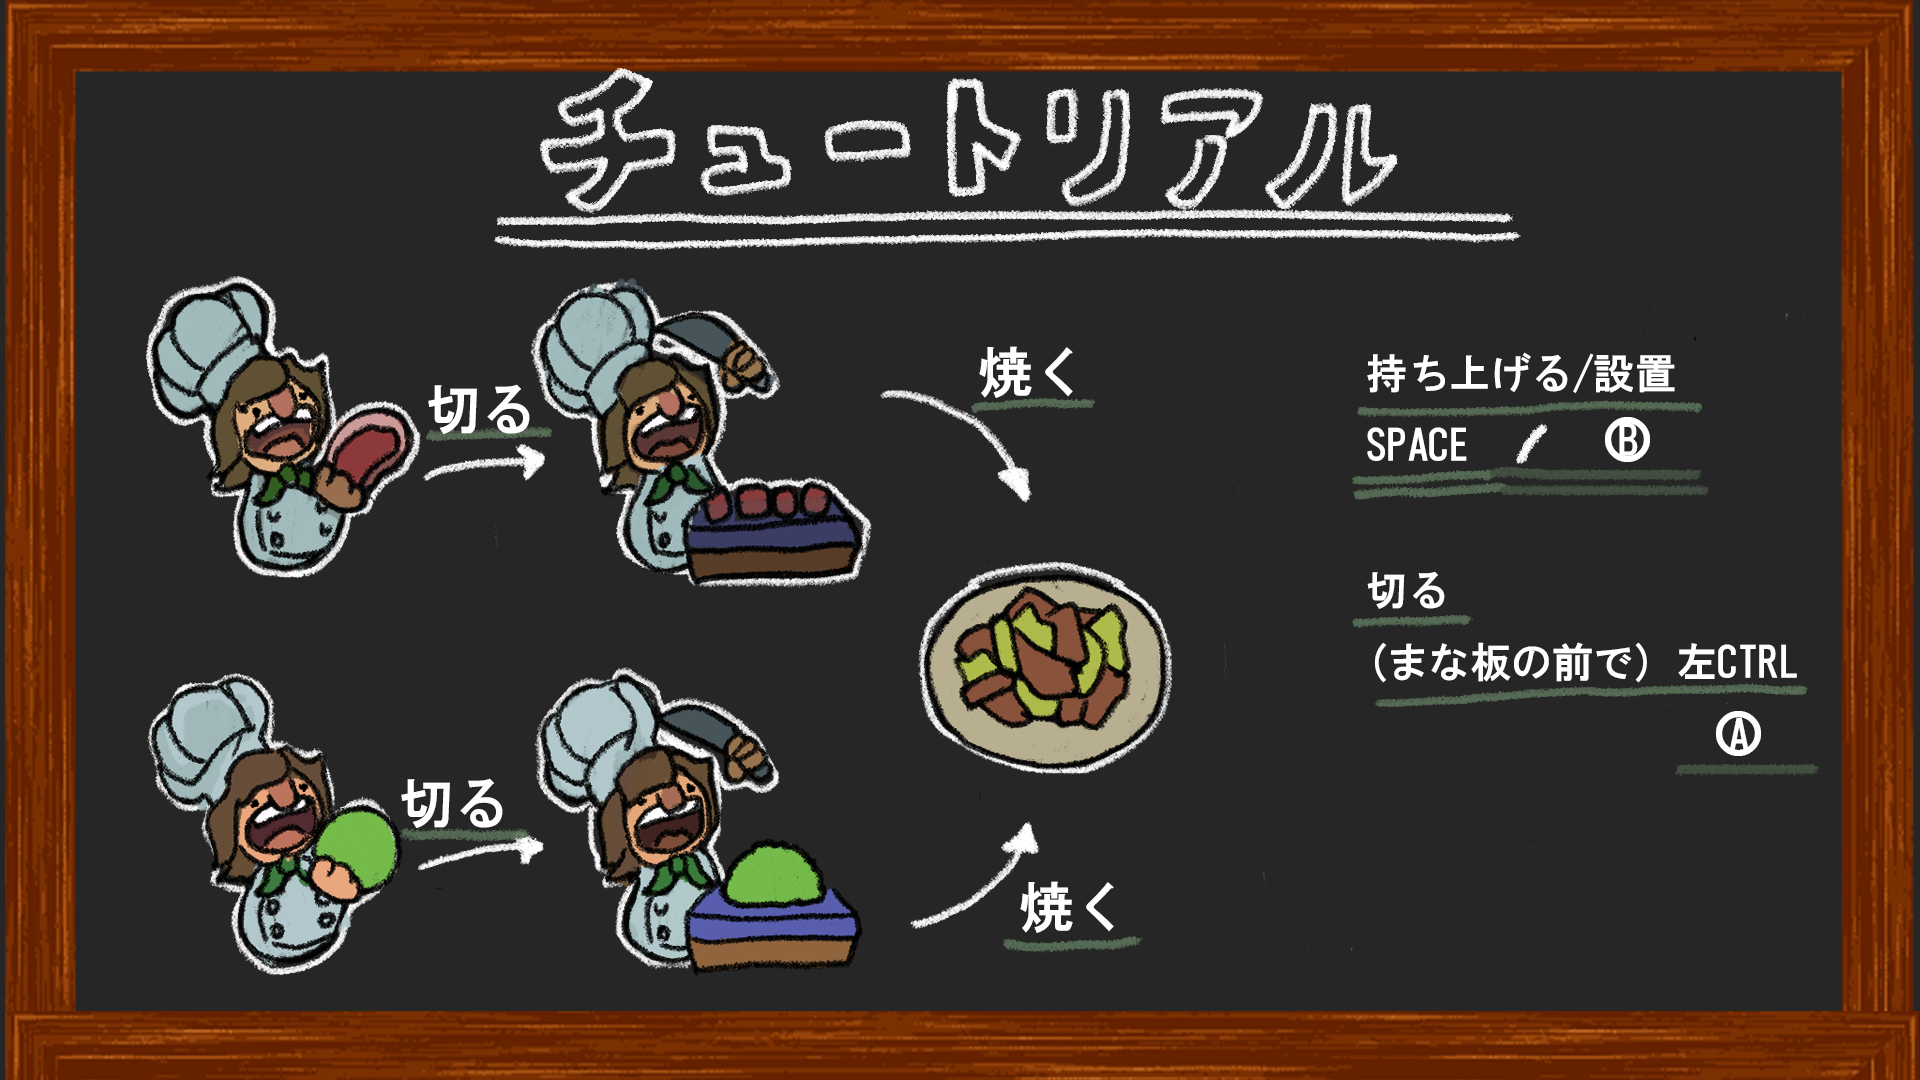 チュートリアル
切る
焼く
切る
焼く
持ち上げる/設置
SPACE / Ⓑ
切る
（まな板の前で）左CTRL
Ⓐ